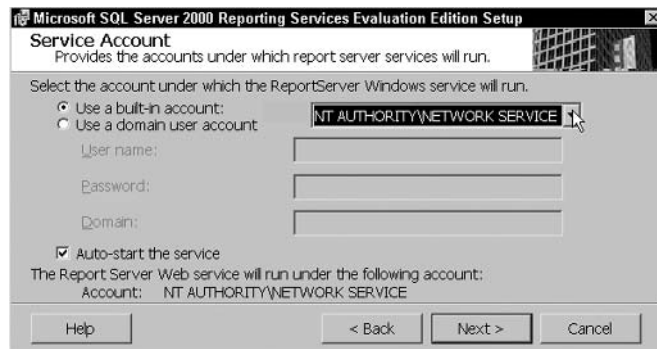 Microsoft SQL Server 2000 Reporting Services Evaluation Edition Setup
Service Account
Provides the accounts under which report server services will run.
Select the account under which the ReportServer Windows service will run.
Use a built-in account: NT AUTHORITY\NETWORK SERVICE
Use a domain user account
User name:
Password:
Domain:
Auto-start the service
The Report Server Web service will run under the following account:
Account: NT AUTHORITY\NETWORK SERVICE
Help < Back Next > Cancel